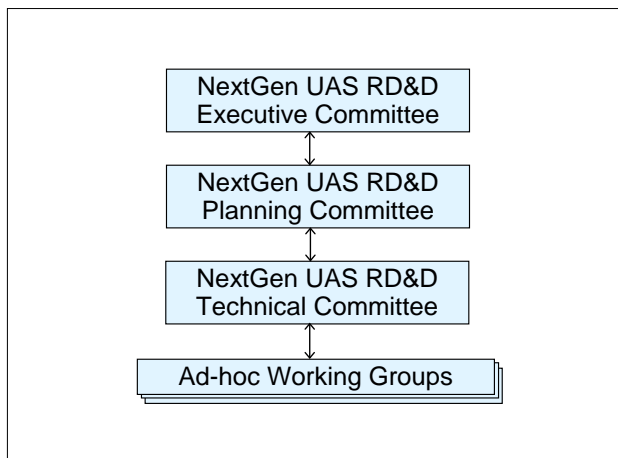 NextGen UAS RD&D
Executive Committee
NextGen UAS RD&D
Planning Committee
NextGen UAS RD&D
Technical Committee
Ad-hoc Working Groups